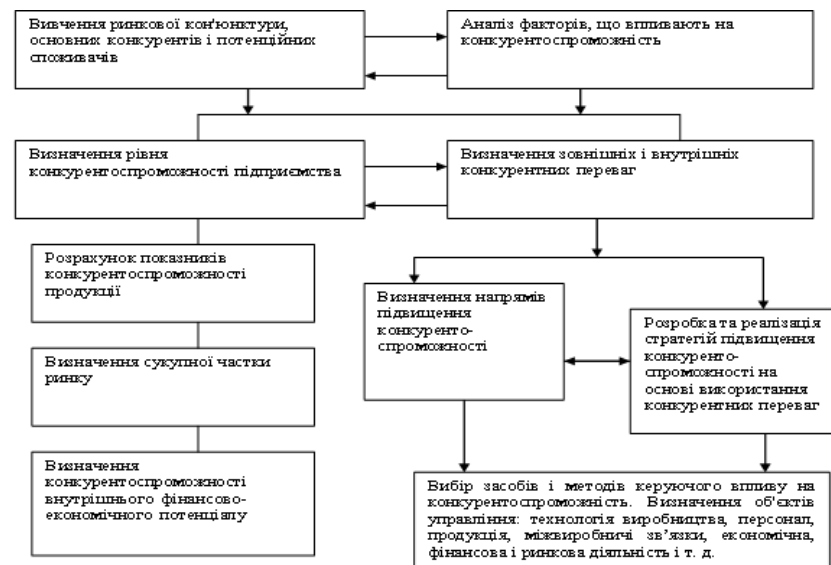 Вивчення ринкової кон'юнктури,
основних конкурентів і потенційних
споживачів
Аналіз факторів, що впливають на
конкурентоспроможність
Визначення рівня
конкурентоспроможності підприємства
Визначення зовнішніх і внутрішніх
конкурентних переваг
Розрахунок показників
конкурентоспроможності
продукції
Визначення напрямів
підвищення
конкуренто-
спроможності
Розробка та реалізація
стратегій підвищення
конкуренто-
спроможності на
основі використання
конкурентних переваг
Визначення сукупної частки
ринку
Визначення
конкурентоспроможності
внутрішнього фінансово-
економічного потенціалу
Вибір засобів і методів керуючого впливу на
конкурентоспроможність. Визначення об'єктів
управління: технологія виробництва, персонал,
продукція, міжвиробничі зв’язки, економічна,
фінансова і ринкова діяльність і т. д.